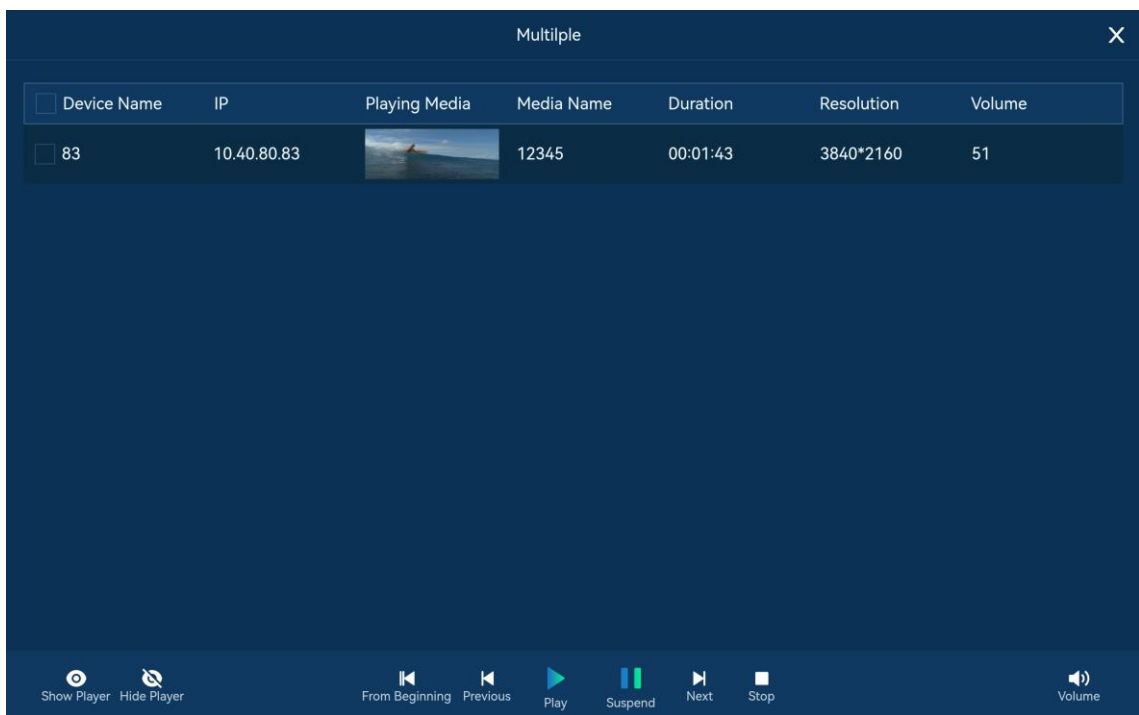 Multilple
X
Device Name IP Playing Media Media Name Duration Resolution Volume
83 10.40.80.83 12345 00:01:43 3840*2160 51
Show Player Hide Player From Beginning Previous Play Suspend Next Stop Volume